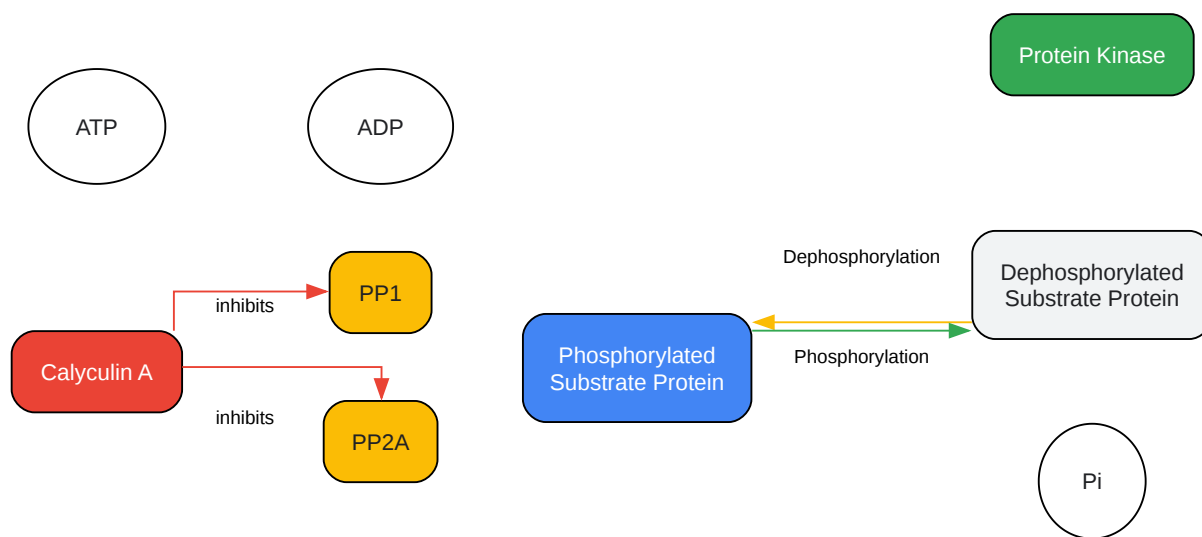 Protein Kinase
ATP
ADP
Dephosphorylation
Dephosphorylated
Substrate Protein
PP1
inhibits
Calyculin A
Phosphorylated
Substrate Protein
Phosphorylation
inhibits
PP2A
Pi